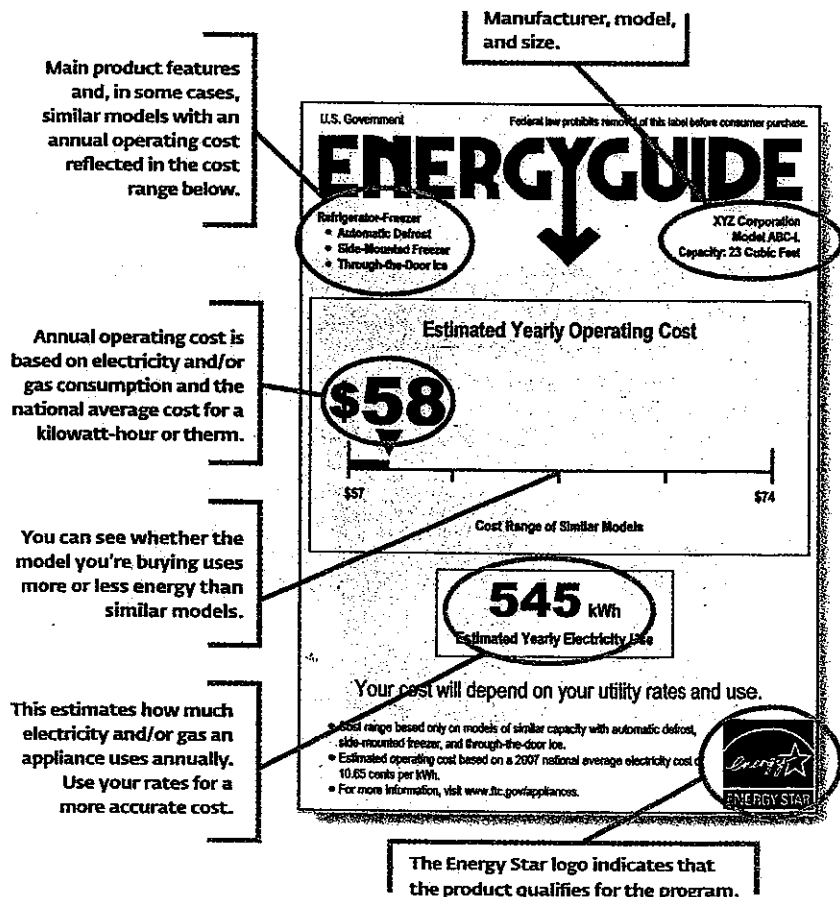 Manufacturer, model,
and size.
Main product features
and, in some cases,
similar models with an
annual operating cost
reflected in the cost
range below.
U.S. Government
Federal law prohibits removal of this label before consumer purchase.
ENERGYGUIDE
Refrigerator-Freezer
• Automatic Defrost
• Side-Mounted Freezer
• Through-the-Door Ice
XYZ Corporation
Model ABC-L
Capacity: 23 Cubic Feet
Annual operating cost is
based on electricity and/or
gas consumption and the
national average cost for a
kilowatt-hour or therm.
Estimated Yearly Operating Cost
$58
$57
$74
Cost Range of Similar Models
You can see whether the
model you're buying uses
more or less energy than
similar models.
545 kWh
Estimated Yearly Electricity Use
Your cost will depend on your utility rates and use.
This estimates how much
electricity and/or gas an
appliance uses annually.
Use your rates for a
more accurate cost.
• Cost range based only on models of similar capacity with automatic defrost,
side-mounted freezer, and through-the-door ice.
• Estimated operating cost based on a 2007 national average electricity cost
10.65 cents per kWh.
• For more information, visit www.ftc.gov/appliances.
energy
ENERGY STAR
The Energy Star logo indicates that
the product qualifies for the program.